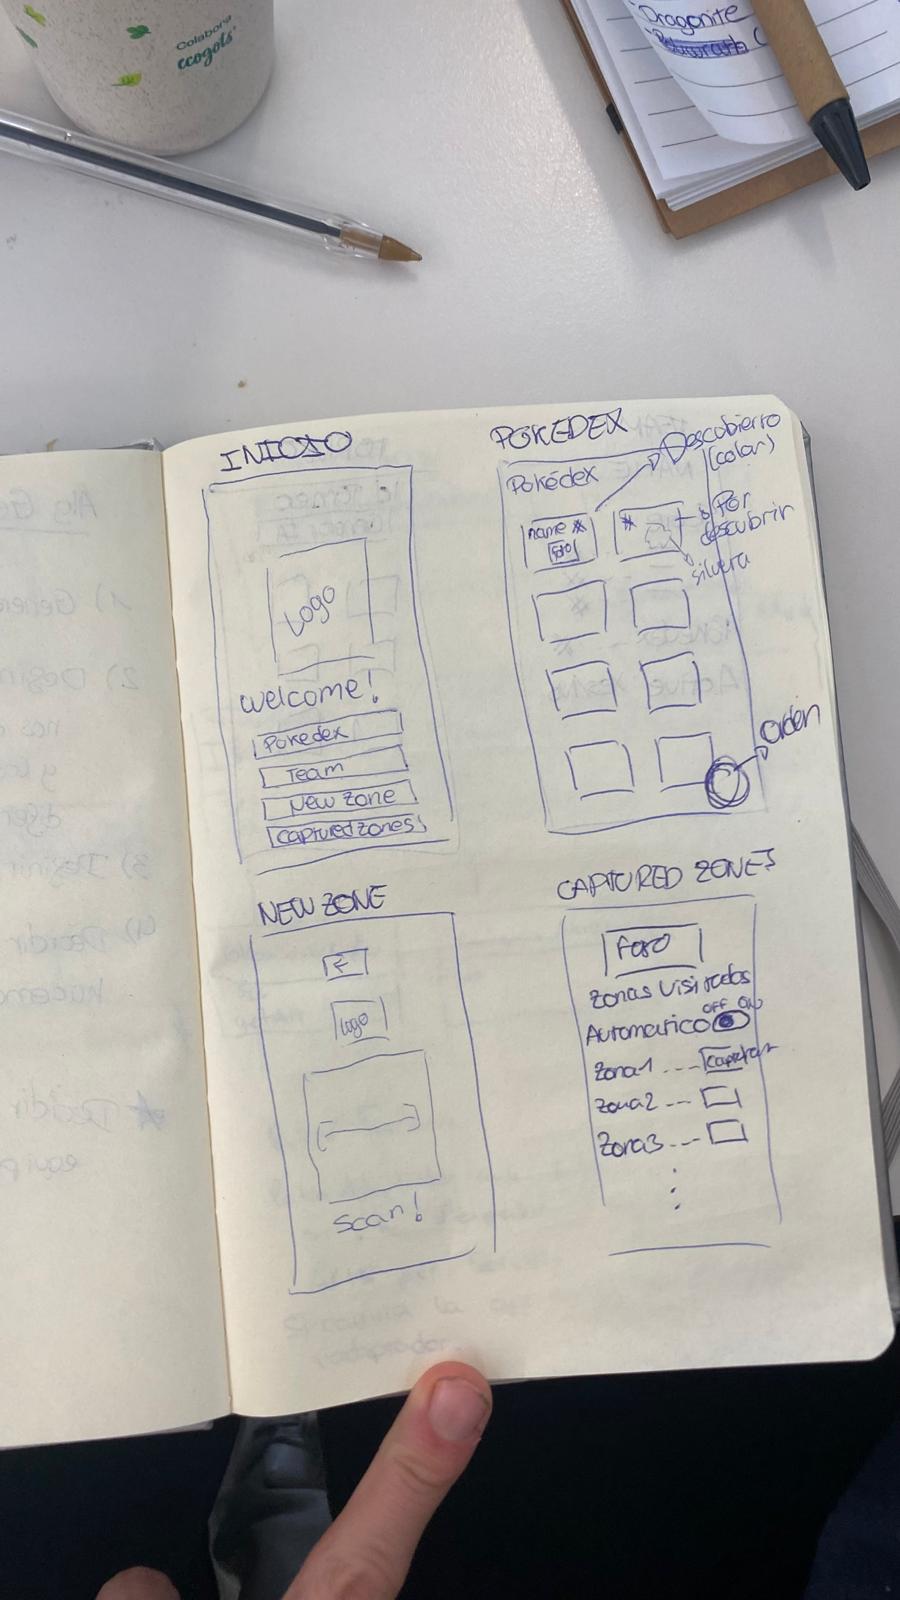 Colabora
ecogots'
Dragonite
INICIO
Logo
Welcome!
Pokedex
Team
New Zone
Captured zones
POKEDEX
Pokédex
Descobierto
(color)
name #
foto
#
Por
descubrir
silueta
Orden
NEW ZONE
←
Logo
Scan!
CAPTURED ZONES
Foto
Zonas visitadas
OFF ON
Automatico
Zona1 --- Capturar
Zona2 ---
Zona3 ---